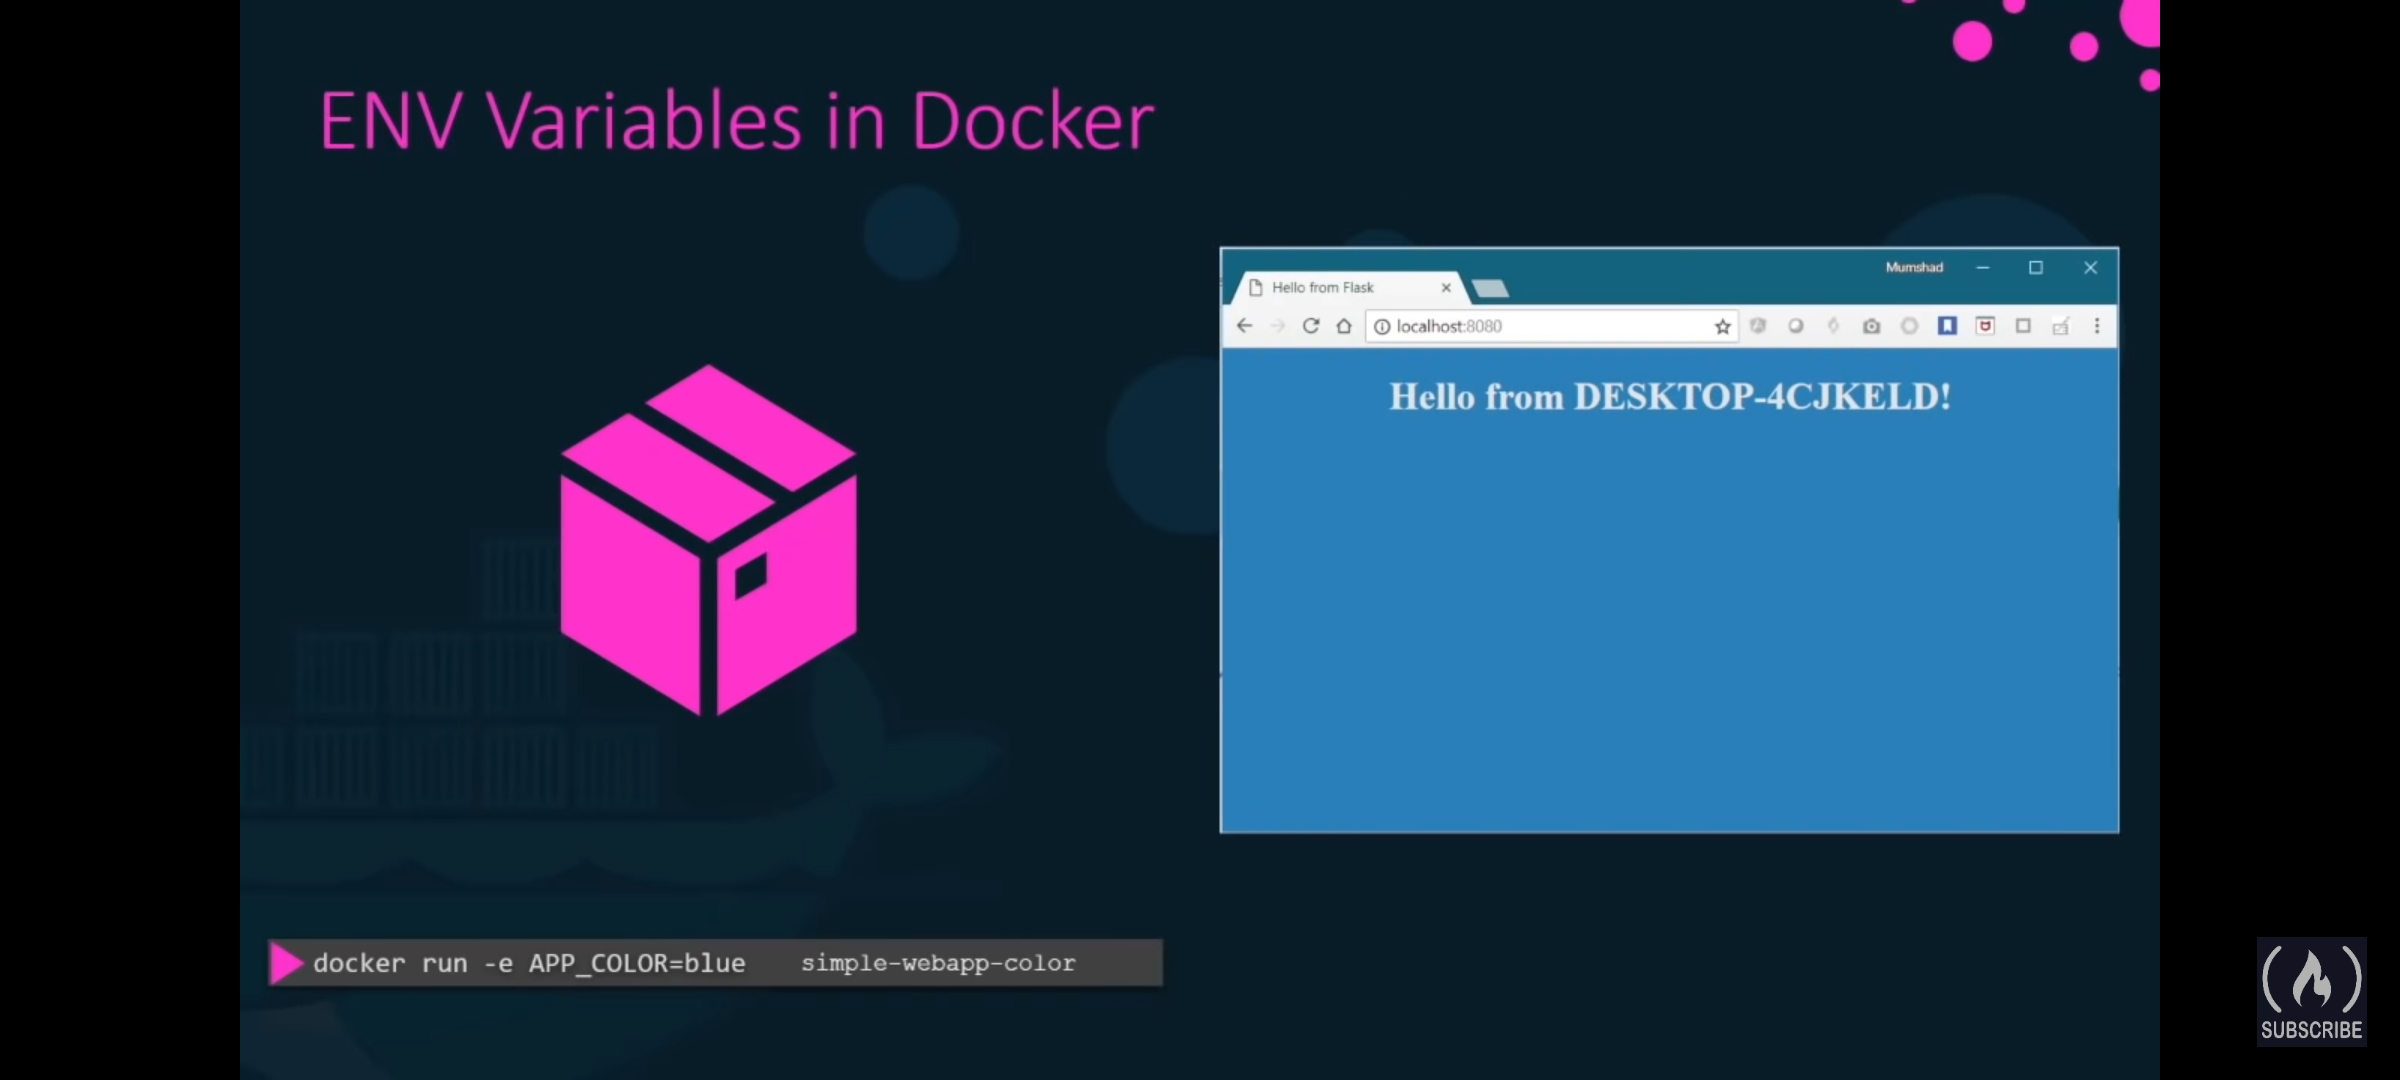 ENV Variables in Docker
Mumshad
Hello from Flask
localhost:8080
Hello from DESKTOP-4CJKELD!
docker run -e APP_COLOR=blue simple-webapp-color
SUBSCRIBE